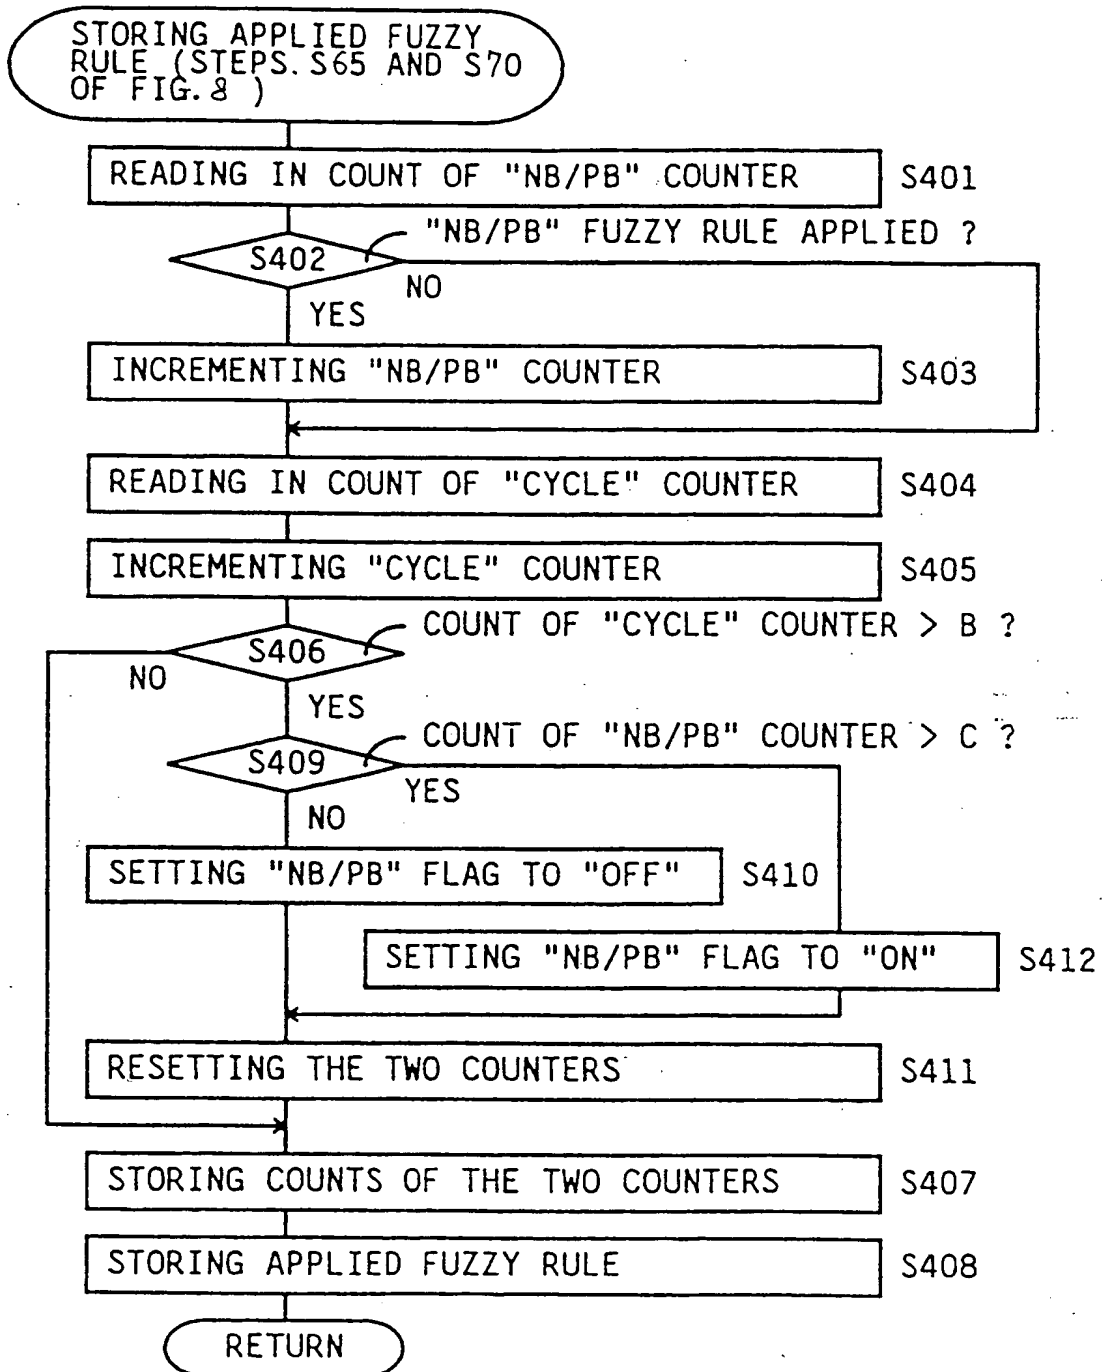 STORING APPLIED FUZZY
RULE (STEPS. S65 AND S70
OF FIG. 8 )
READING IN COUNT OF "NB/PB" COUNTER S401
"NB/PB" FUZZY RULE APPLIED ?
S402
NO
YES
INCREMENTING "NB/PB" COUNTER S403
READING IN COUNT OF "CYCLE" COUNTER S404
INCREMENTING "CYCLE" COUNTER S405
COUNT OF "CYCLE" COUNTER > B ?
S406
NO
YES
COUNT OF "NB/PB" COUNTER > C ?
S409
YES
NO
SETTING "NB/PB" FLAG TO "OFF" S410
SETTING "NB/PB" FLAG TO "ON" S412
RESETTING THE TWO COUNTERS S411
STORING COUNTS OF THE TWO COUNTERS S407
STORING APPLIED FUZZY RULE S408
RETURN